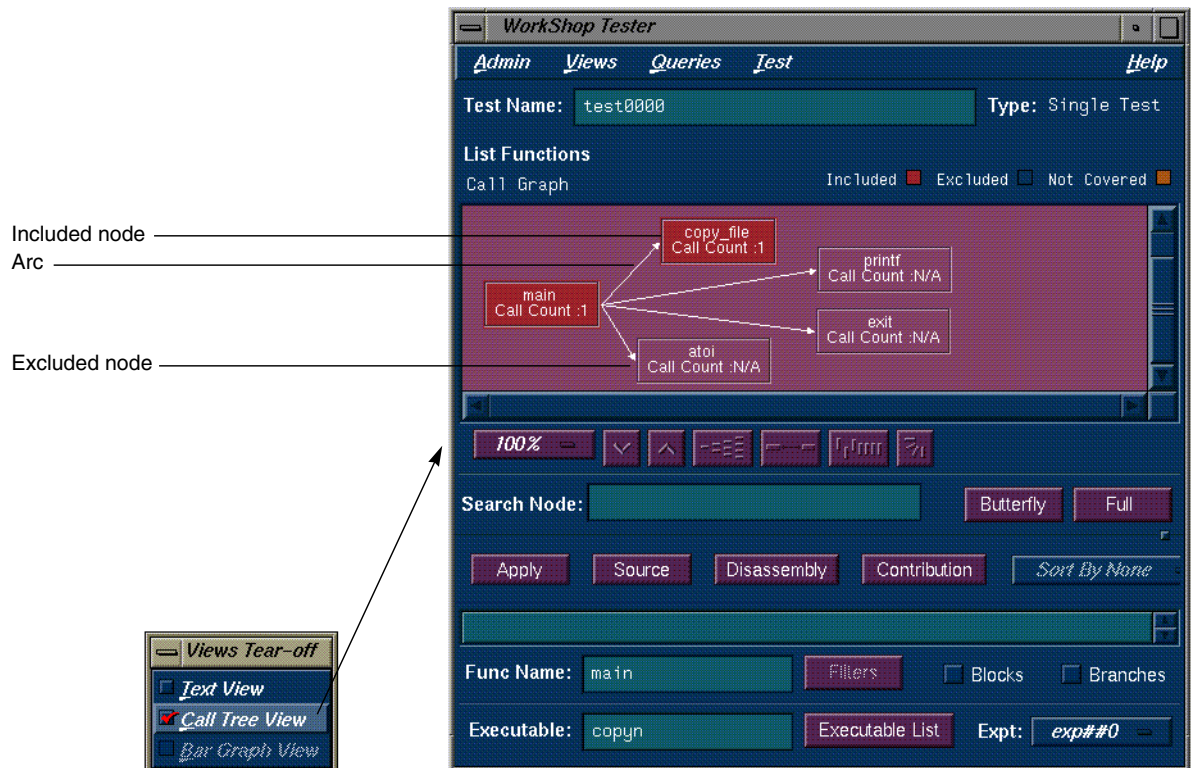 WorkShop Tester
Admin Views Queries Test Help
Test Name: test0000 Type: Single Test
List Functions
Call Graph Included Excluded Not Covered
Included node
Arc
Excluded node
copy_file
Call Count :1
printf
Call Count :N/A
main
Call Count :1
exit
Call Count :N/A
atoi
Call Count :N/A
100%
Search Node: Butterfly Full
Apply Source Disassembly Contribution Sort By None
Func Name: main Filters Blocks Branches
Executable: copyn Executable List Expt: exp##0
Views Tear-off
Text View
Call Tree View
Bar Graph View